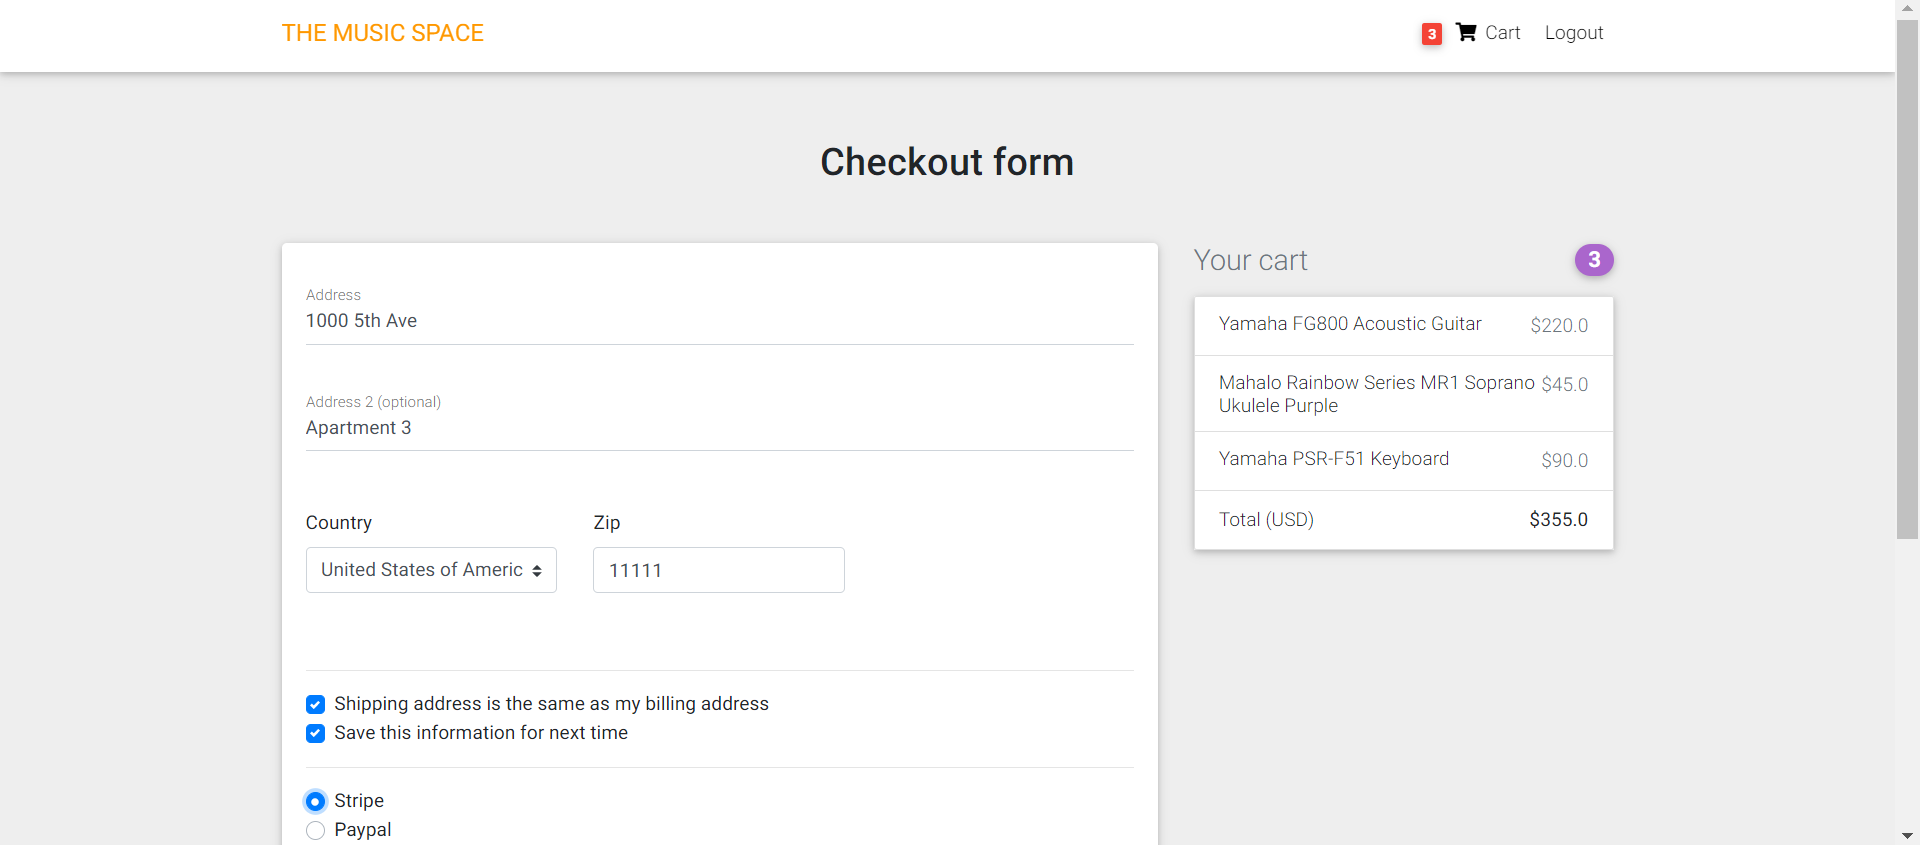 THE MUSIC SPACE
3 Cart Logout
Checkout form
Address
1000 5th Ave
Address 2 (optional)
Apartment 3
Country Zip
United States of Americ 11111
Shipping address is the same as my billing address
Save this information for next time
Stripe
Paypal
Your cart 3
Yamaha FG800 Acoustic Guitar $220.0
Mahalo Rainbow Series MR1 Soprano $45.0
Ukulele Purple
Yamaha PSR-F51 Keyboard $90.0
Total (USD) $355.0